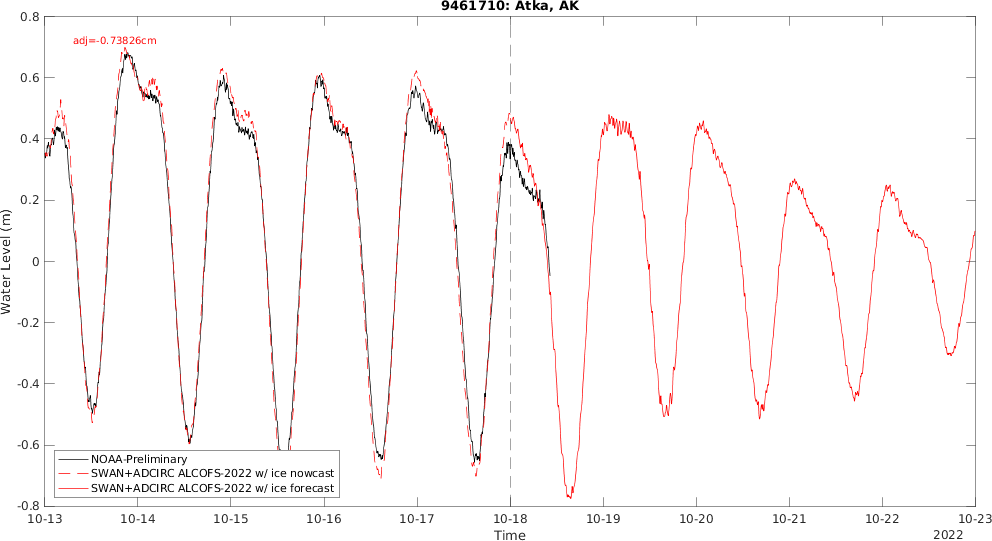 9461710: Atka, AK
adj=-0.73826cm
0.8
0.6
0.4
0.2
0
-0.2
-0.4
-0.6
-0.8
Water Level (m)
NOAA-Preliminary
SWAN+ADCIRC ALCOFS-2022 w/ ice nowcast
SWAN+ADCIRC ALCOFS-2022 w/ ice forecast
10-13 10-14 10-15 10-16 10-17 10-18 10-19 10-20 10-21 10-22 10-23
Time
2022